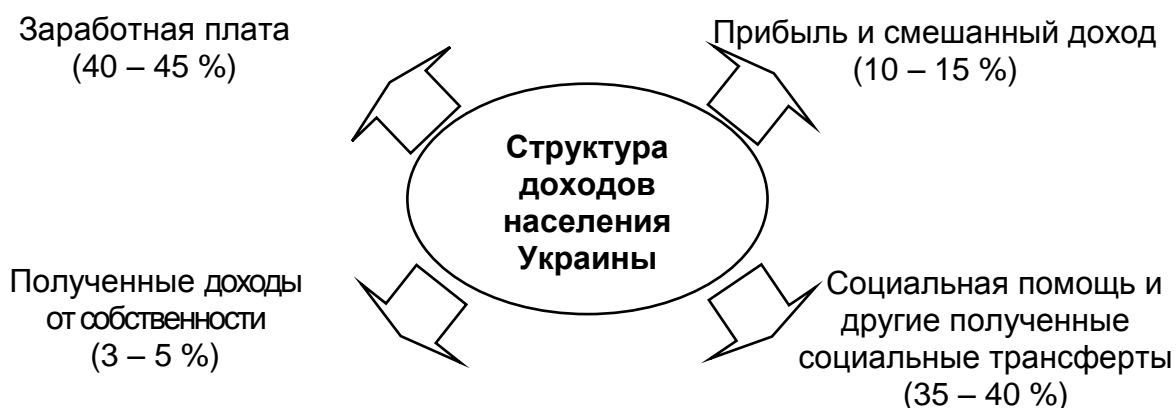 Заработная плата
(40 – 45 %)
Прибыль и смешанный доход
(10 – 15 %)
Структура
доходов
населения
Украины
Полученные доходы
от собственности
(3 – 5 %)
Социальная помощь и
другие полученные
социальные трансферты
(35 – 40 %)